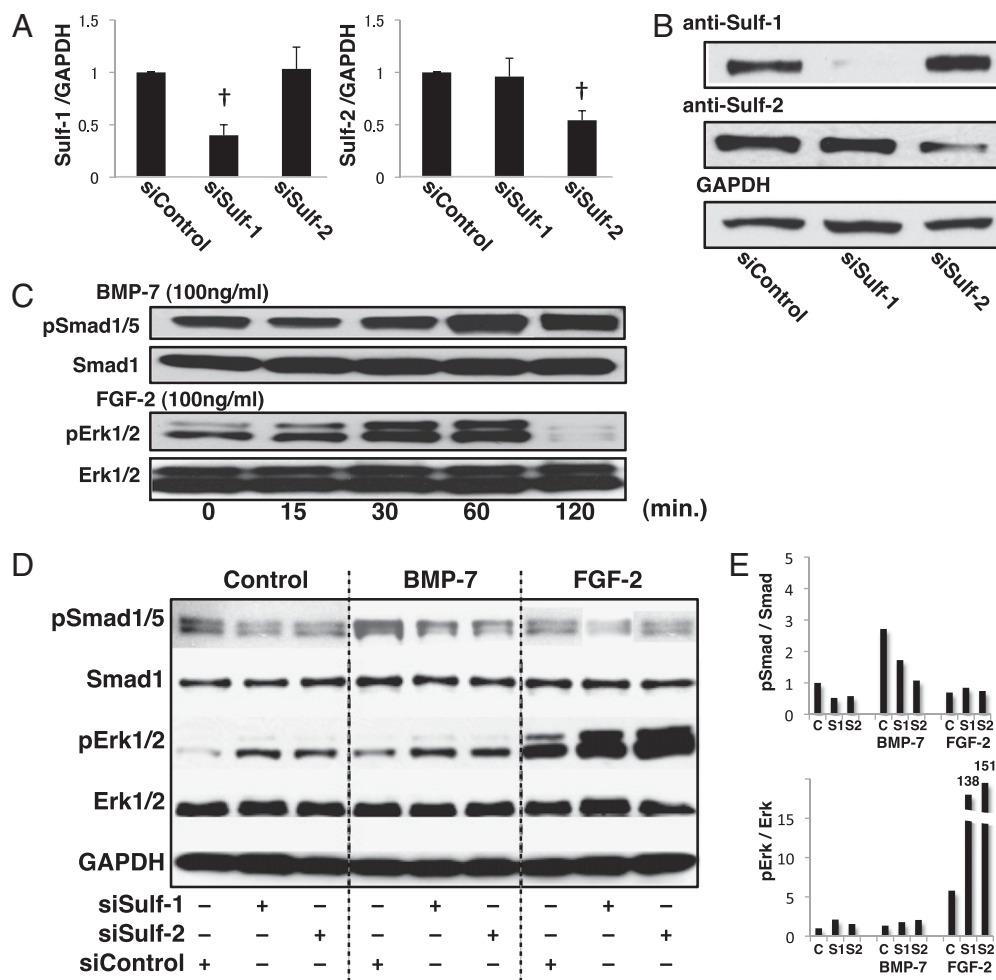 A
Sulf-1 /GAPDH
1.5
1
0.5
0
†
siControl
siSulf-1
siSulf-2
Sulf-2 /GAPDH
1.5
1
0.5
0
†
siControl
siSulf-1
siSulf-2
B
anti-Sulf-1
anti-Sulf-2
GAPDH
siControl
siSulf-1
siSulf-2
C
BMP-7 (100ng/ml)
pSmad1/5
Smad1
FGF-2 (100ng/ml)
pErk1/2
Erk1/2
0 15 30 60 120 (min.)
D
Control BMP-7 FGF-2
pSmad1/5
Smad1
pErk1/2
Erk1/2
GAPDH
siSulf-1 – + – – + – – + –
siSulf-2 – – + – – + – – +
siControl + – – + – – + – –
E
pSmad / Smad
5
4
3
2
1
0
C S1S2 C S1S2 C S1S2
BMP-7 FGF-2
pErk / Erk
151
138
15
10
5
0
C S1S2 C S1S2 C S1S2
BMP-7 FGF-2